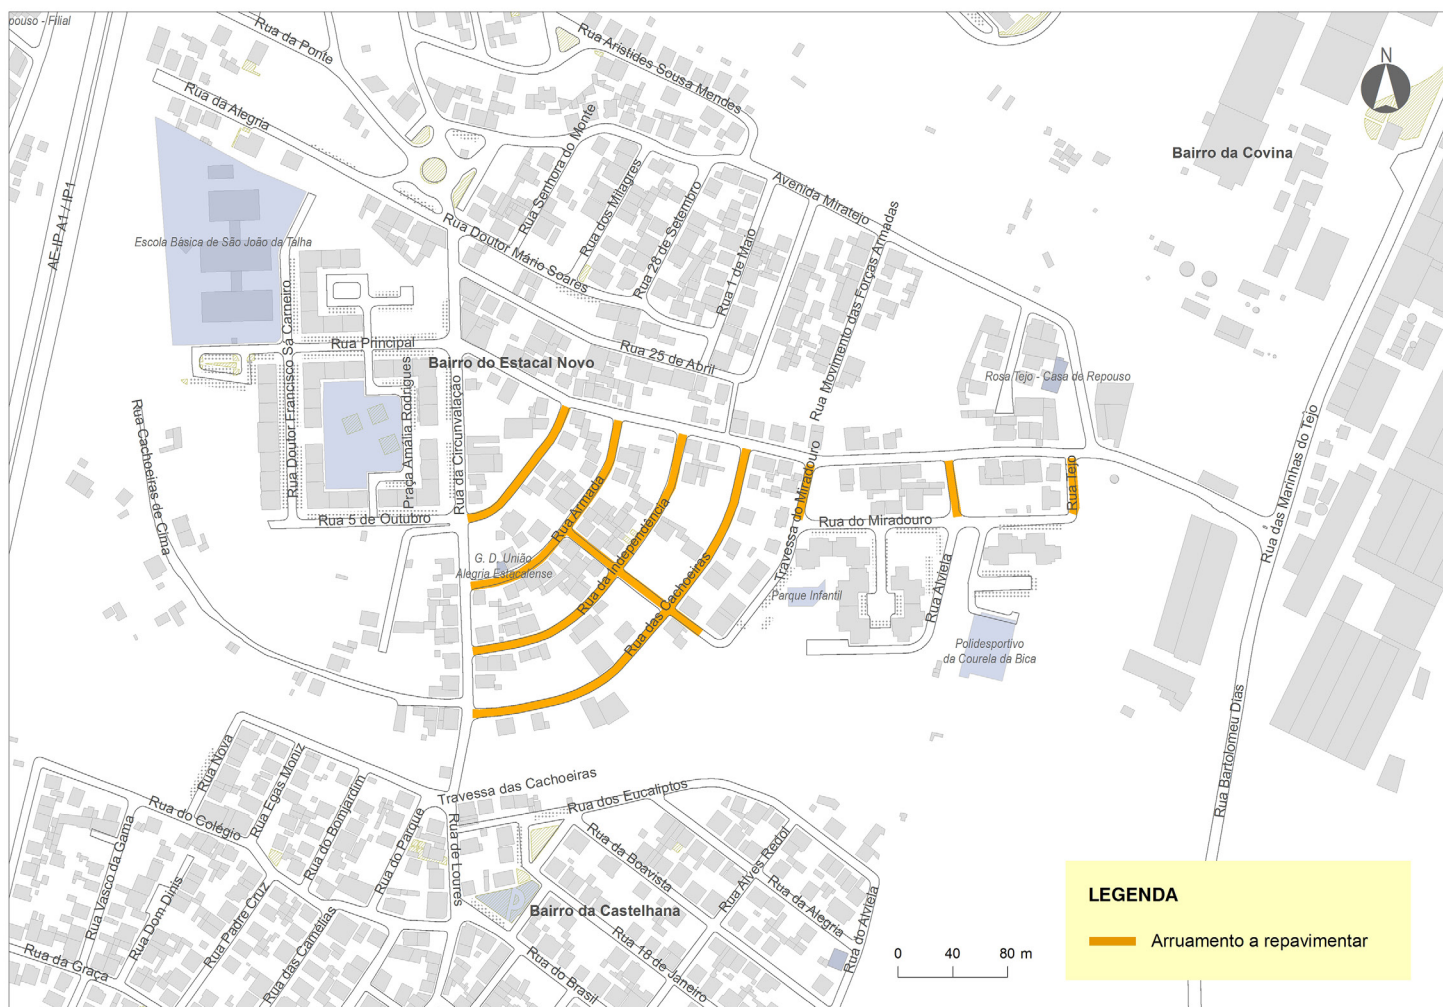 pouso - Filial
Rua da Ponte
Rua Aristides Sousa Mendes
N
Rua da Alegria
Rua Senhora do Monte
Bairro da Covina
Avenida Miratejo
Rua dos Milagres
Rua 28 de Setembro
AE-IP A1 / IP1
Escola Básica de São João da Talha
Rua Doutor Mário Soares
Rua 1 de Maio
Rua Movimento das Forças Armadas
Rua Doutor Francisco Sá Carneiro
Rua Principal
Rua 25 de Abril
Bairro do Estacal Novo
Rosa Tejo - Casa de Repouso
Praça Amália Rodrigues
Rua da Circunvalação
Rua Cachoeiras de Cima
Rua das Marinhas do Tejo
Rua 5 de Outubro
Rua Armada
Rua da Independência
Travessa do Miradouro
Rua do Miradouro
Rua Tejo
G. D. União
Alegria Estacalense
Rua das Cachoeiras
Parque Infantil
Rua Alviela
Polidesportivo
da Courela da Bica
Rua Bartolomeu Dias
Rua Nova
Rua Egas Moniz
Travessa das Cachoeiras
Rua dos Eucaliptos
Rua do Colégio
Rua do Bomjardim
Rua do Parque
Rua de Loures
Rua Vasco da Gama
Rua da Boavista
Rua Alves Redol
Rua da Alegria
Rua Dom Dinis
Rua Padre Cruz
Rua das Camélias
P
Bairro da Castelhana
Rua do Alviela
Rua da Graça
Rua do Brasil
Rua 18 de Janeiro
0 40 80 m
LEGENDA
Arruamento a repavimentar